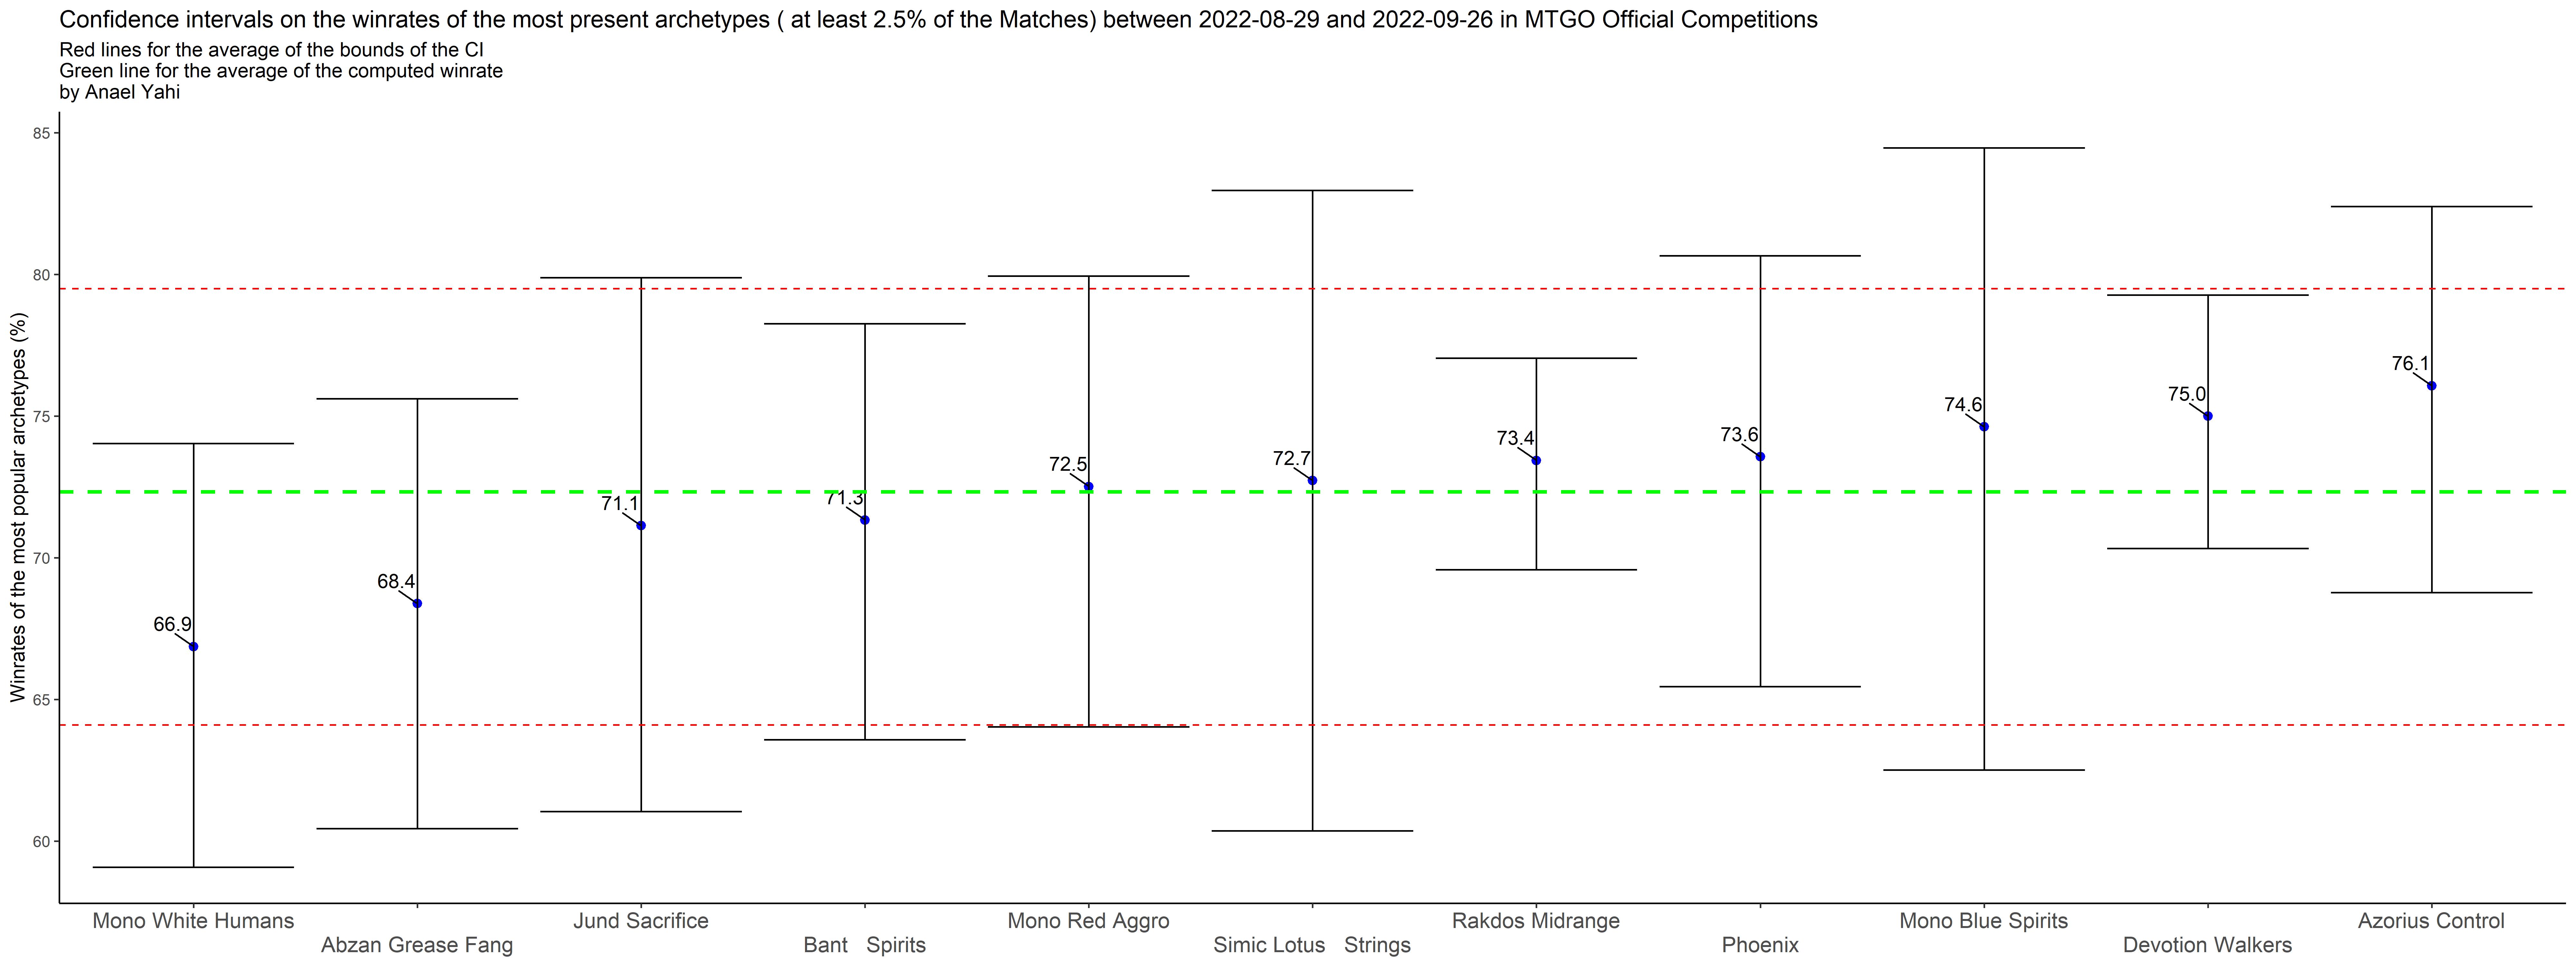 Confidence intervals on the winrates of the most present archetypes ( at least 2.5% of the Matches) between 2022-08-29 and 2022-09-26 in MTGO Official Competitions
Red lines for the average of the bounds of the CI
Green line for the average of the computed winrate
by Anael Yahi
Winrates of the most popular archetypes (%)
85
80
75
70
65
60
66.9
68.4
71.1
71.3
72.5
72.7
73.4
73.6
74.6
75.0
76.1
Mono White Humans
Abzan Grease Fang
Jund Sacrifice
Bant   Spirits
Mono Red Aggro
Simic Lotus   Strings
Rakdos Midrange
Phoenix
Mono Blue Spirits
Devotion Walkers
Azorius Control